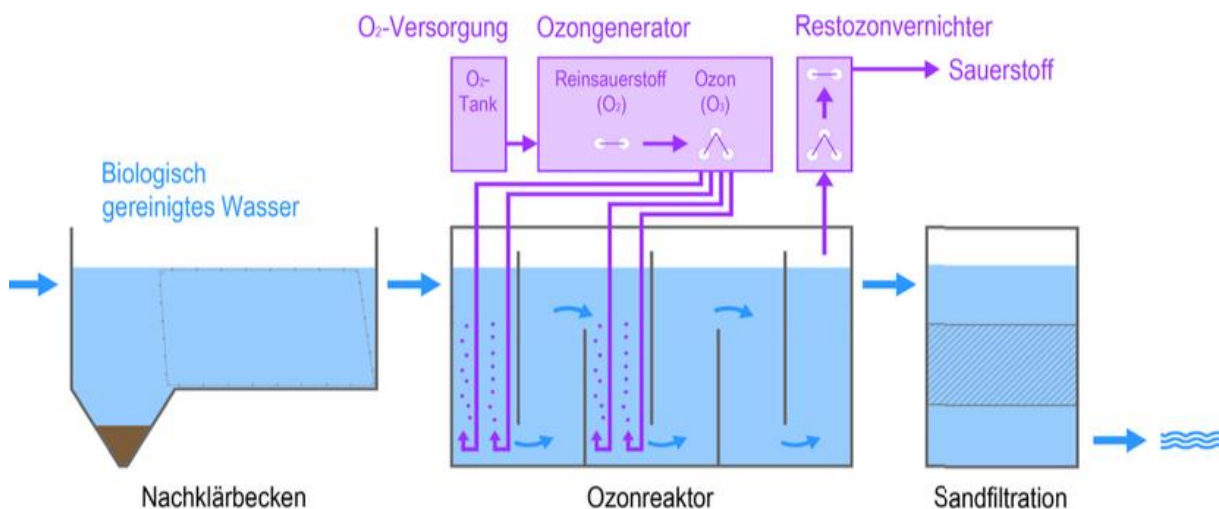 O₂-Versorgung
Ozongenerator
Restozonvernichter
O₂-
Tank
Reinsauerstoff
(O₂)
Ozon
(O₃)
Sauerstoff
Biologisch
gereinigtes Wasser
Nachklärbecken
Ozonreaktor
Sandfiltration